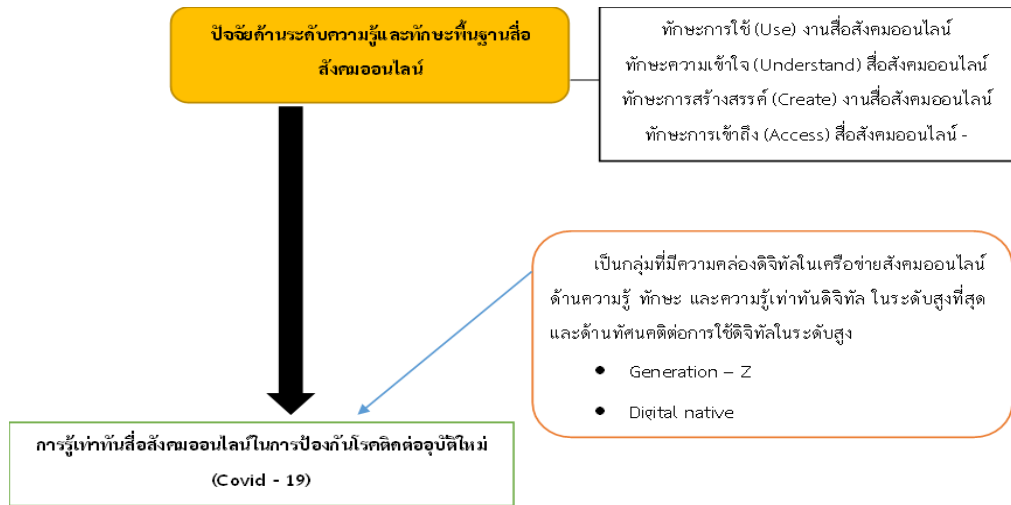 ปัจจัยด้านระดับความรู้และทักษะพื้นฐานสื่อ
สังคมออนไลน์
ทักษะการใช้ (Use) งานสื่อสังคมออนไลน์
ทักษะความเข้าใจ (Understand) สื่อสังคมออนไลน์
ทักษะการสร้างสรรค์ (Create) งานสื่อสังคมออนไลน์
ทักษะการเข้าถึง (Access) สื่อสังคมออนไลน์ -
เป็นกลุ่มที่มีความคล่องดิจิทัลในเครือข่ายสังคมออนไลน์
ด้านความรู้ ทักษะ และความรู้เท่าทันดิจิทัล ในระดับสูงที่สุด
และด้านทัศนคติต่อการใช้ดิจิทัลในระดับสูง
● Generation – Z
● Digital native
การรู้เท่าทันสื่อสังคมออนไลน์ในการป้องกันโรคติดต่ออุบัติใหม่
(Covid - 19)